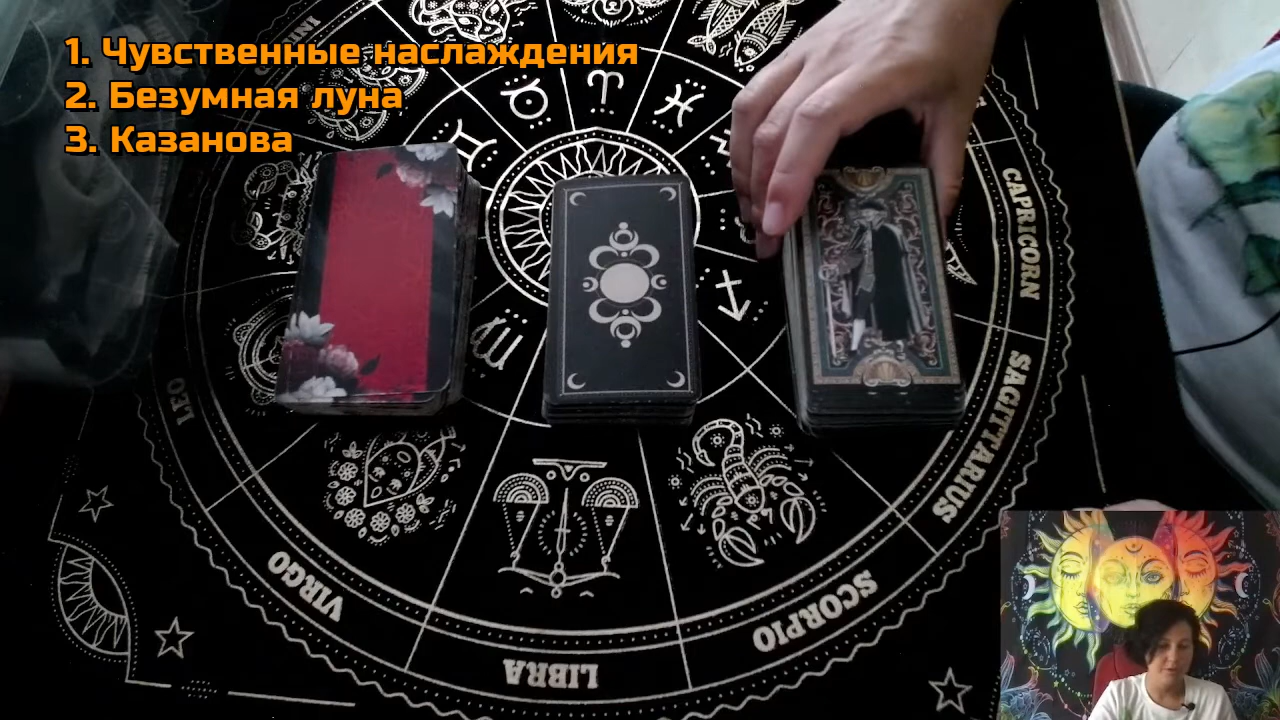 1. Чувственные наслаждения
2. Безумная луна
3. Казанова
CAPRICORN
SAGITTARIUS
SCORPIO
LIBRA
VIRGO
LEO